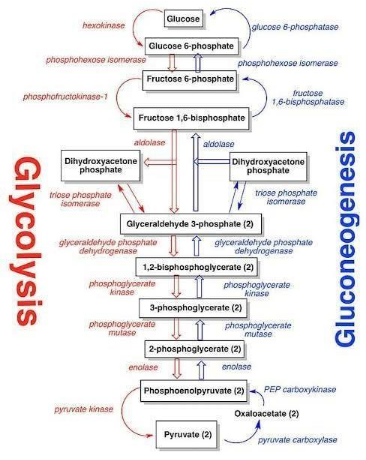 Glucose
hexokinase
glucose 6-phosphatase
Glucose 6-phosphate
phosphohexose isomerase
phosphohexose isomerase
Fructose 6-phosphate
phosphofructokinase-1
fructose
1,6-bisphosphatase
Fructose 1,6-bisphosphate
aldolase
aldolase
Dihydroxyacetone
phosphate
Dihydroxyacetone
phosphate
triose phosphate
isomerase
triose phosphate
isomerase
Glyceraldehyde 3-phosphate (2)
glyceraldehyde phosphate
dehydrogenase
glyceraldehyde phosphate
dehydrogenase
1,2-bisphosphoglycerate (2)
phosphoglycerate
kinase
phosphoglycerate
kinase
3-phosphoglycerate (2)
phosphoglycerate
mutase
phosphoglycerate
mutase
2-phosphoglycerate (2)
enolase
enolase
Phosphoenolpyruvate (2)
PEP carboxykinase
pyruvate kinase
Oxaloacetate (2)
Pyruvate (2)
pyruvate carboxylase
Glycolysis
Gluconeogenesis